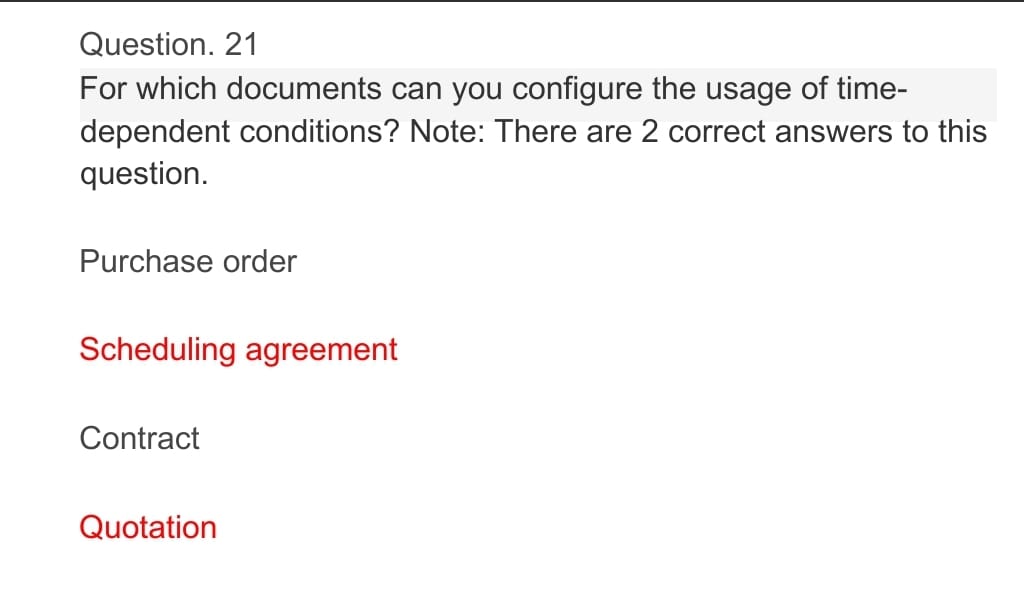 Question. 21
For which documents can you configure the usage of time-
dependent conditions? Note: There are 2 correct answers to this
question.
Purchase order
Scheduling agreement
Contract
Quotation